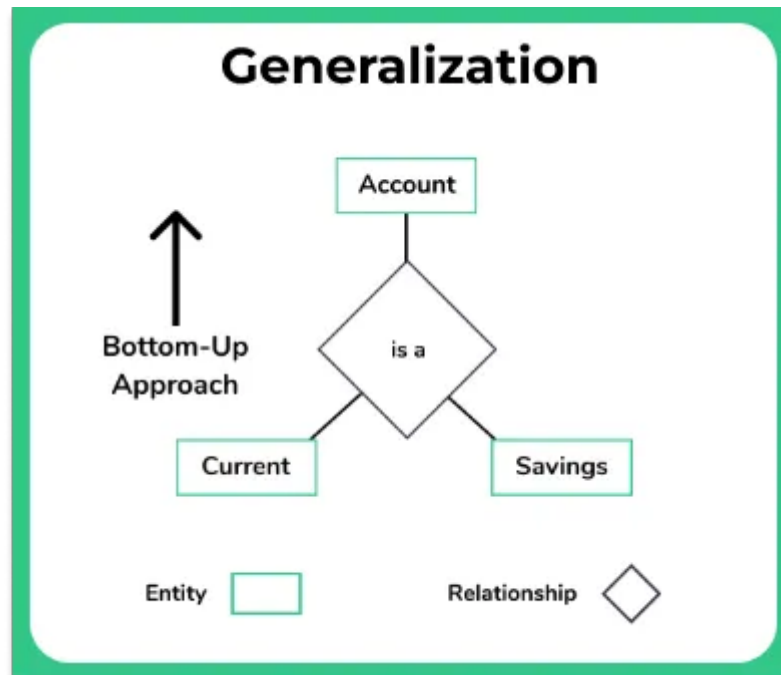 Generalization
Account
is a
Bottom-Up
Approach
Current
Savings
Entity
Relationship